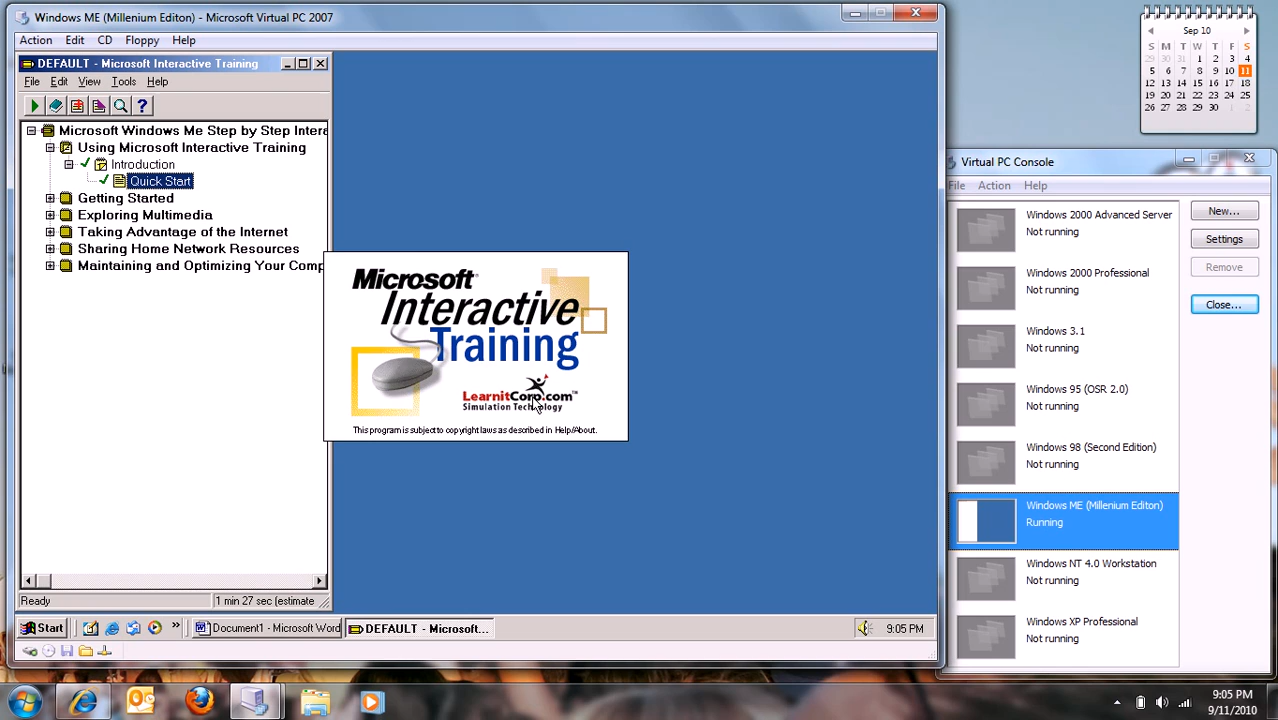 Windows ME (Millenium Editon) - Microsoft Virtual PC 2007
Action Edit CD Floppy Help
DEFAULT - Microsoft Interactive Training
File Edit View Tools Help
Microsoft Windows Me Step by Step Intera
Using Microsoft Interactive Training
Introduction
Quick Start
Getting Started
Exploring Multimedia
Taking Advantage of the Internet
Sharing Home Network Resources
Maintaining and Optimizing Your Comp
Microsoft
Interactive
Training
LearnitCorp.com™
Simulation Technology
This program is subject to copyright laws as described in Help/About.
Ready 1 min 27 sec (estimate
Start » Document1 - Microsoft Word DEFAULT - Microsoft... 9:05 PM
Sep 10
S M T W T F S
29 30 31 1 2 3 4
5 6 7 8 9 10 11
12 13 14 15 16 17 18
19 20 21 22 23 24 25
26 27 28 29 30
Virtual PC Console
File Action Help
Windows 2000 Advanced Server
Not running
Windows 2000 Professional
Not running
Windows 3.1
Not running
Windows 95 (OSR 2.0)
Not running
Windows 98 (Second Edition)
Not running
Windows ME (Millenium Editon)
Running
Windows NT 4.0 Workstation
Not running
Windows XP Professional
Not running
New...
Settings
Remove
Close...
9:05 PM
9/11/2010